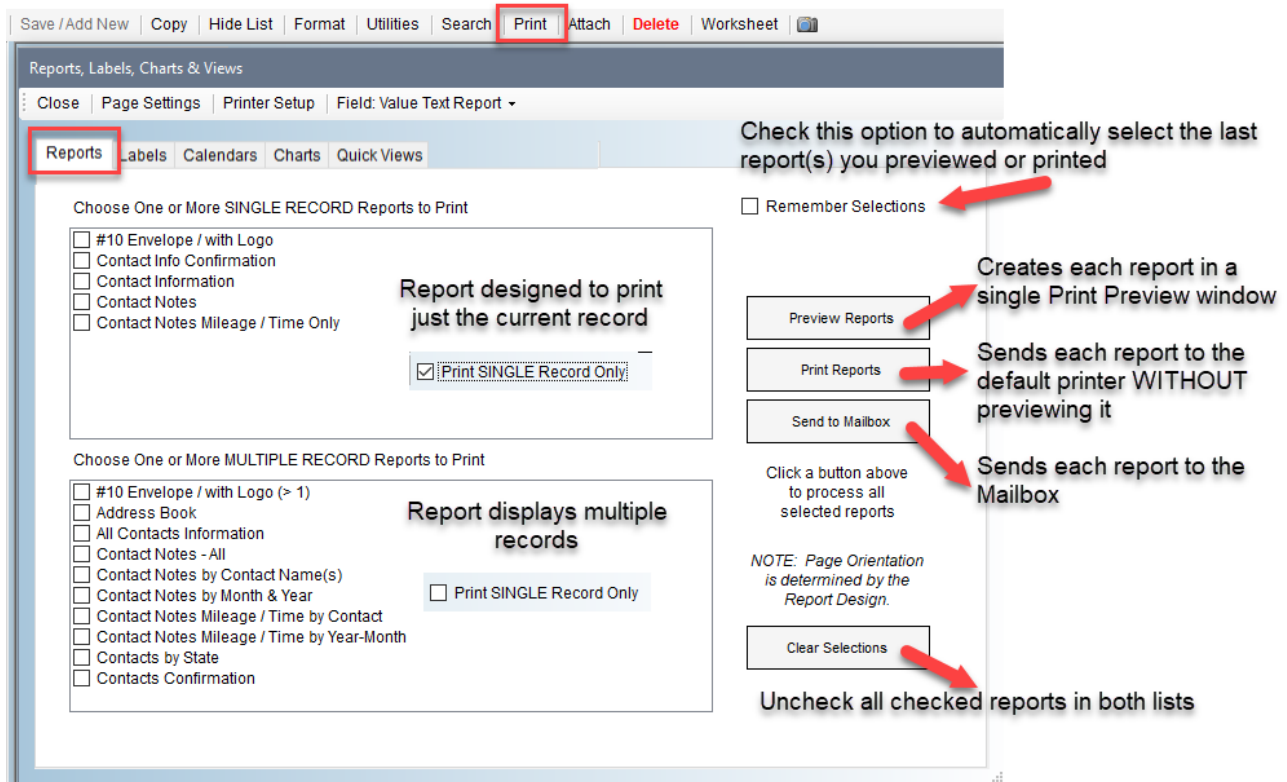 Save / Add New Copy Hide List Format Utilities Search Print Attach Delete Worksheet
Reports, Labels, Charts & Views
Close Page Settings Printer Setup Field: Value Text Report
Reports Labels Calendars Charts Quick Views
Check this option to automatically select the last
report(s) you previewed or printed
Remember Selections
Choose One or More SINGLE RECORD Reports to Print
#10 Envelope / with Logo
Contact Info Confirmation
Contact Information
Contact Notes
Contact Notes Mileage / Time Only
Report designed to print
just the current record
Print SINGLE Record Only
Preview Reports
Creates each report in a
single Print Preview window
Print Reports
Sends each report to the
default printer WITHOUT
previewing it
Send to Mailbox
Sends each report to the
Mailbox
Click a button above
to process all
selected reports
Choose One or More MULTIPLE RECORD Reports to Print
#10 Envelope / with Logo (> 1)
Address Book
All Contacts Information
Contact Notes - All
Contact Notes by Contact Name(s)
Contact Notes by Month & Year
Contact Notes Mileage / Time by Contact
Contact Notes Mileage / Time by Year-Month
Contacts by State
Contacts Confirmation
Report displays multiple
records
Print SINGLE Record Only
NOTE: Page Orientation
is determined by the
Report Design.
Clear Selections
Uncheck all checked reports in both lists